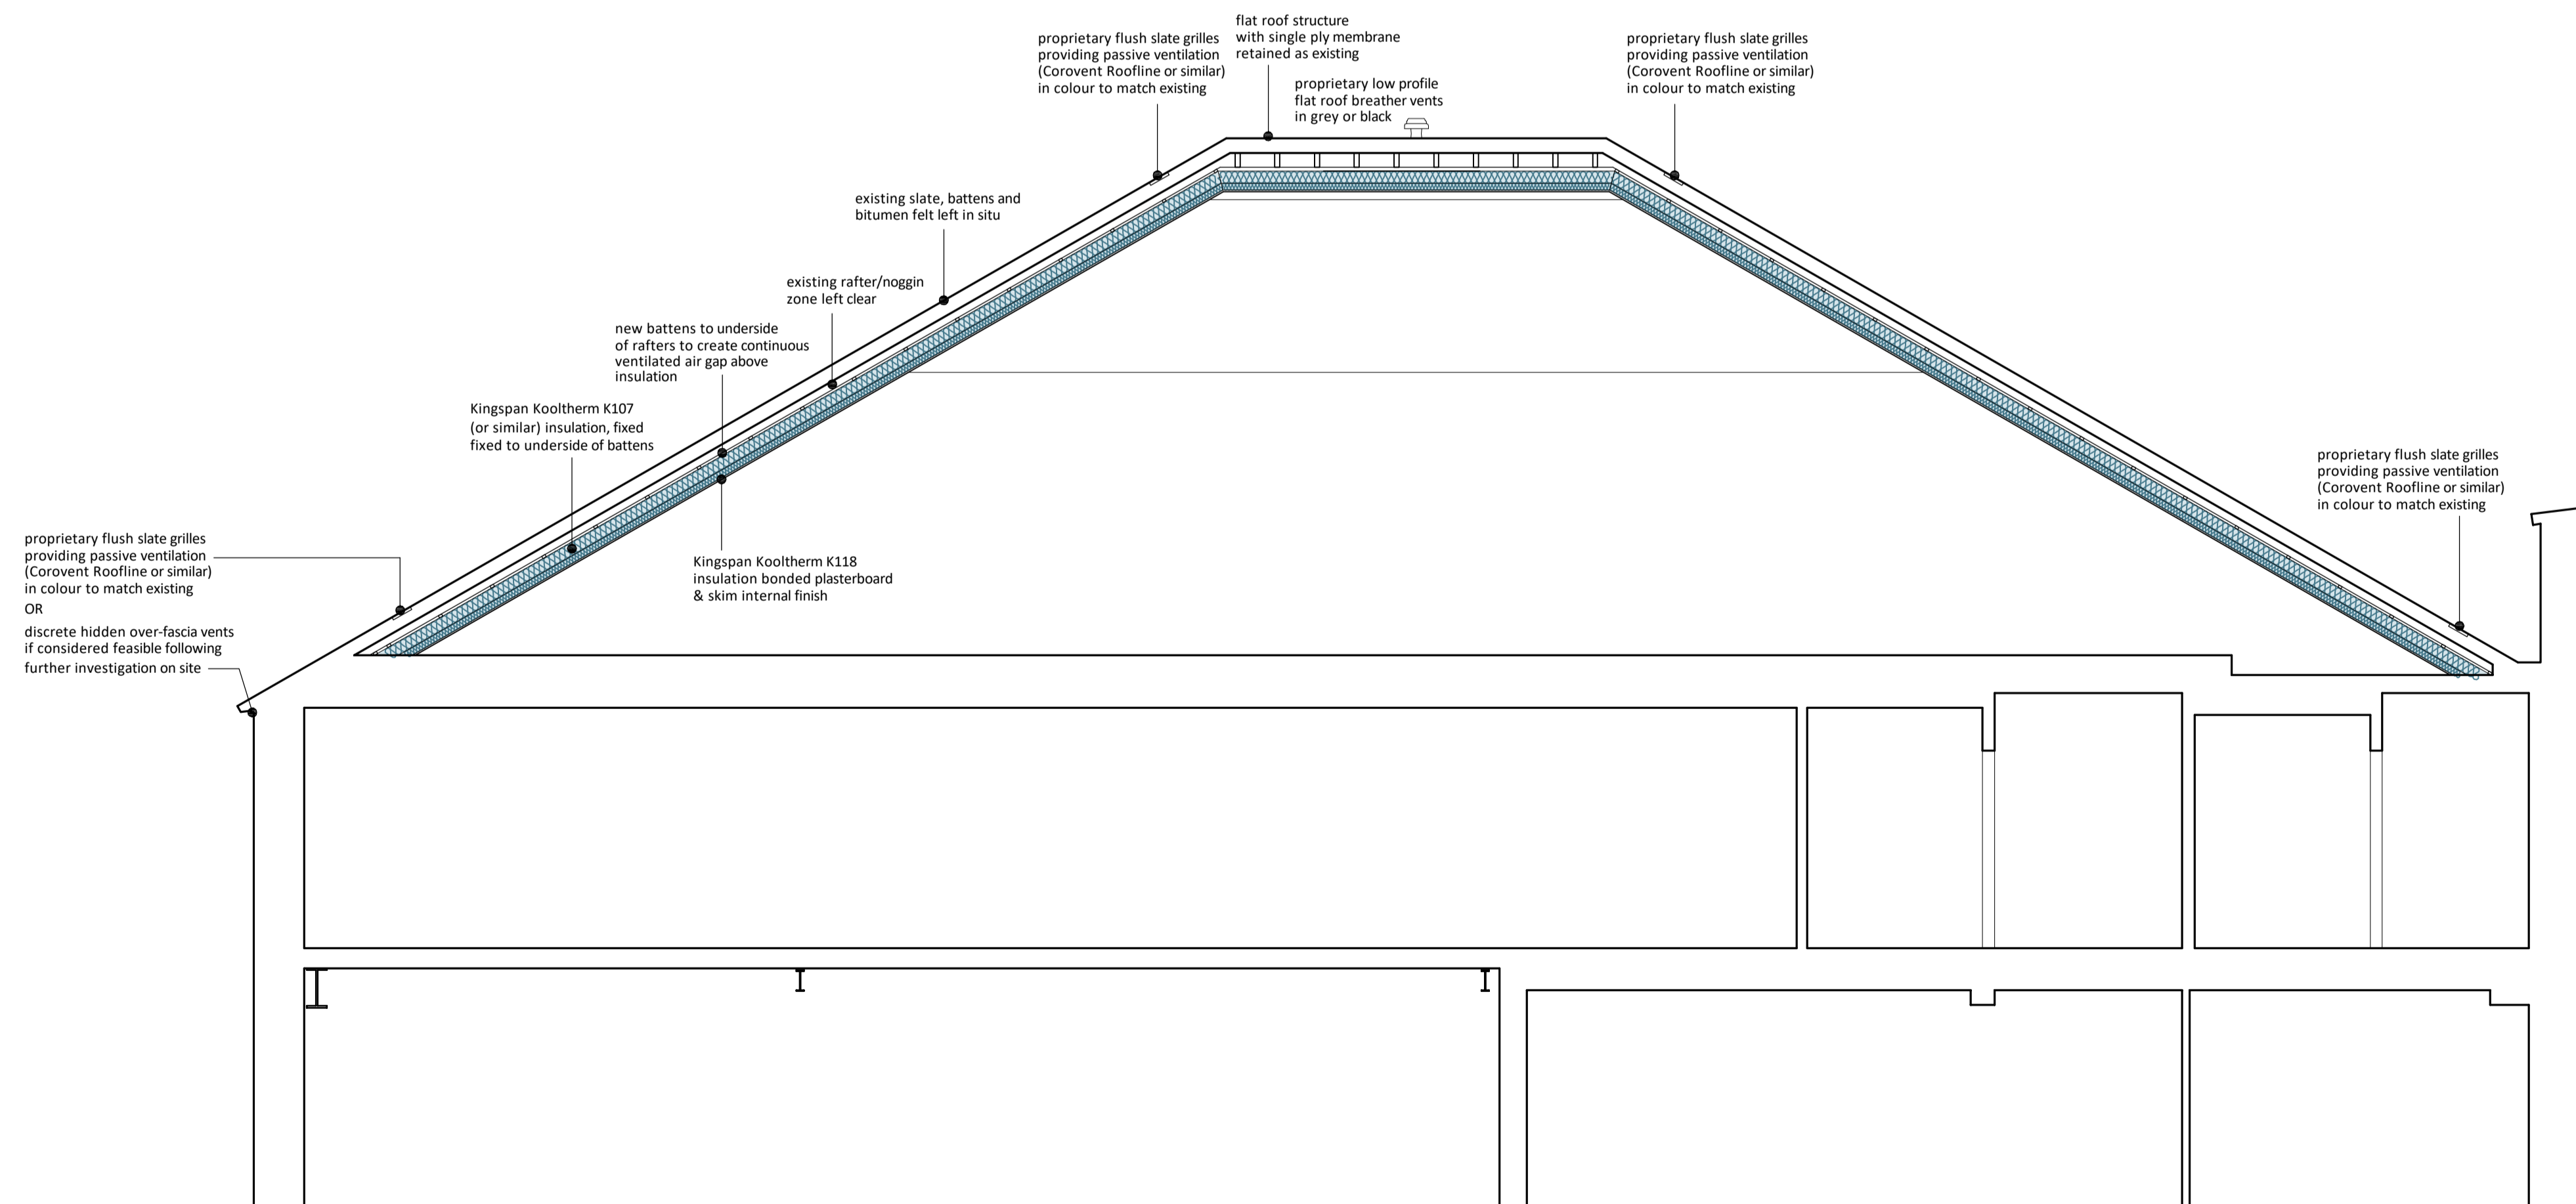 flat roof structure
with single ply membrane
retained as existing
proprietary flush slate grilles
providing passive ventilation
(Corovent Roofline or similar)
in colour to match existing
proprietary low profile
flat roof breather vents
in grey or black
proprietary flush slate grilles
providing passive ventilation
(Corovent Roofline or similar)
in colour to match existing
existing slate, battens and
bitumen felt left in situ
existing rafter/noggin
zone left clear
new battens to underside
of rafters to create continuous
ventilated air gap above
insulation
Kingspan Kooltherm K107
(or similar) insulation, fixed
fixed to underside of battens
proprietary flush slate grilles
providing passive ventilation
(Corovent Roofline or similar)
in colour to match existing
proprietary flush slate grilles
providing passive ventilation
(Corovent Roofline or similar)
in colour to match existing
OR
discrete hidden over-fascia vents
if considered feasible following
further investigation on site
Kingspan Kooltherm K118
insulation bonded plasterboard
& skim internal finish